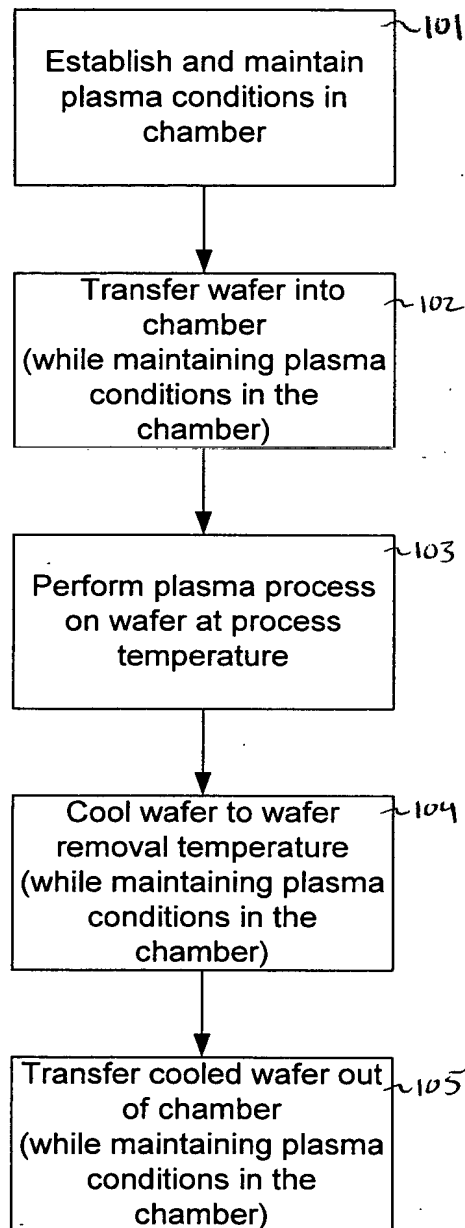 101
Establish and maintain
plasma conditions in
chamber
102
Transfer wafer into
chamber
(while maintaining plasma
conditions in the
chamber)
103
Perform plasma process
on wafer at process
temperature
104
Cool wafer to wafer
removal temperature
(while maintaining plasma
conditions in the
chamber)
105
Transfer cooled wafer out
of chamber
(while maintaining plasma
conditions in the
chamber)